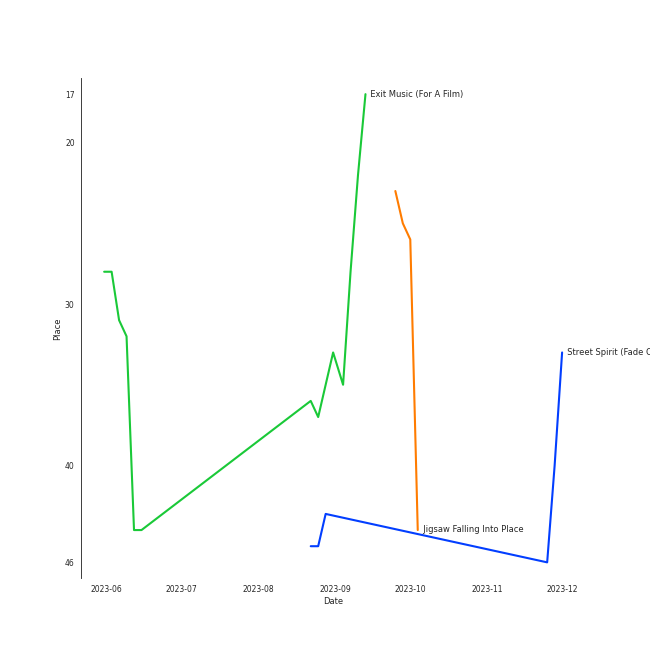 17
Exit Music (For A Film)
20
30
Place
Street Spirit (Fade
40
Jigsaw Falling Into Place
46
2023-06
2023-07
2023-08
2023-09
2023-10
2023-11
2023-12
Date